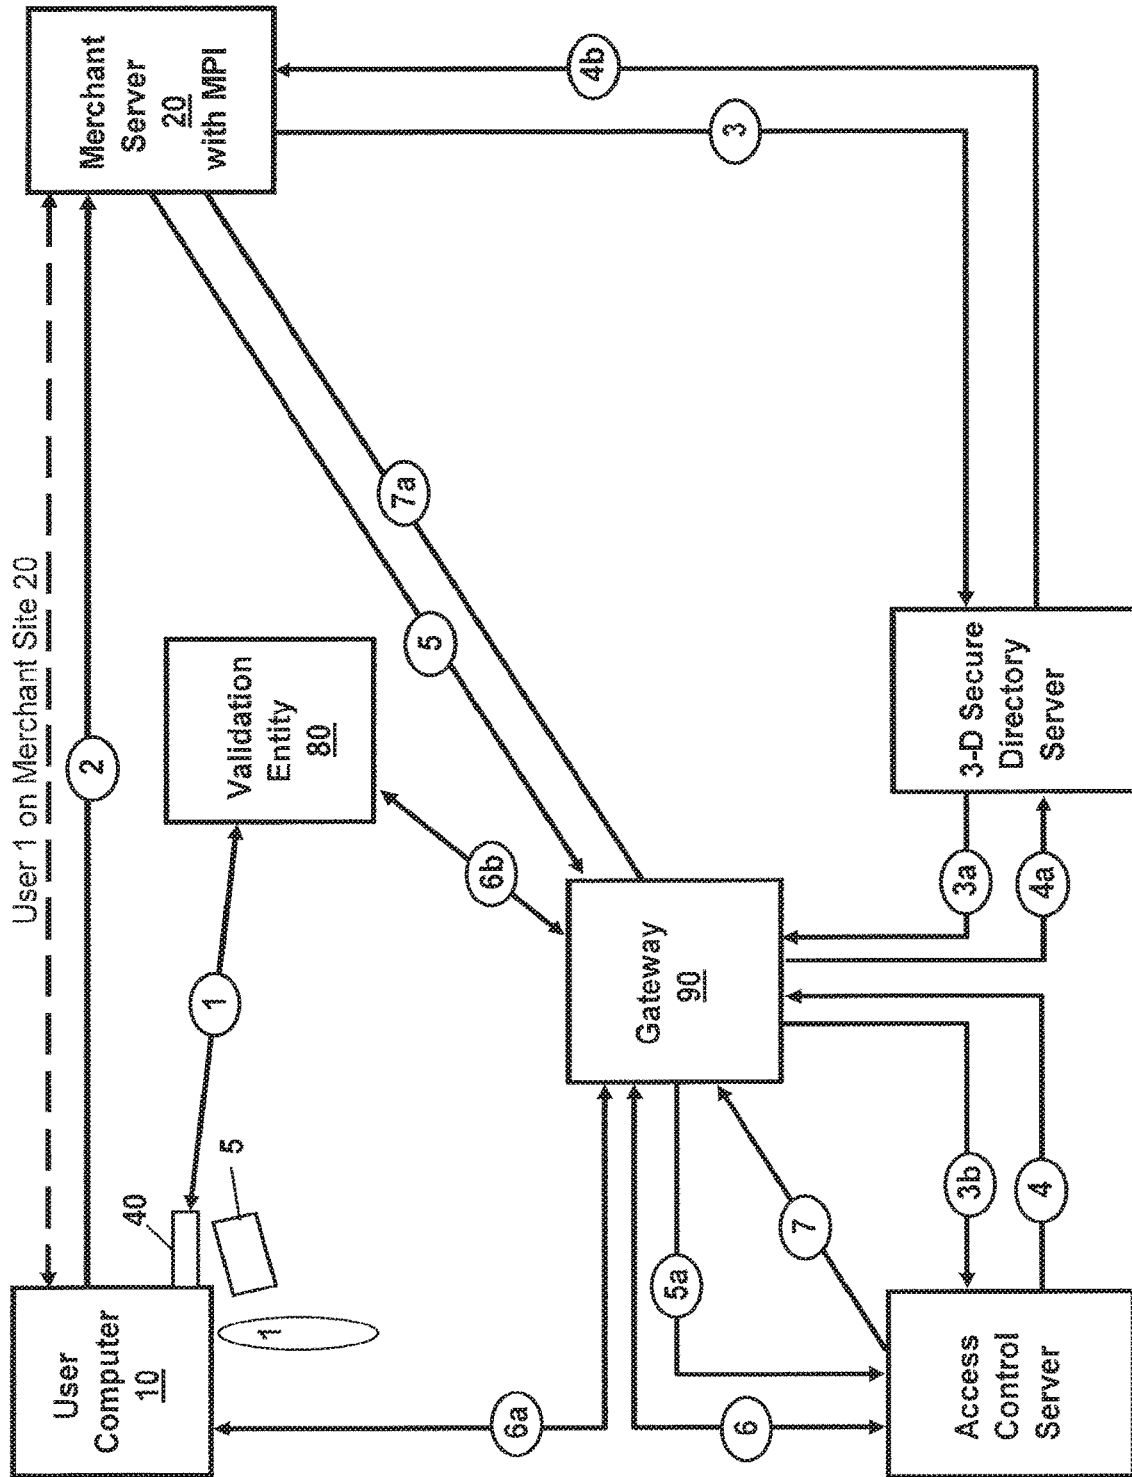 User 1 on Merchant Site 20
User
Computer
10
2
Merchant
Server
20
with MPI
40
5
1
1
Validation
Entity
80
6a
6b
5
7a
4b
3
Gateway
90
6
5a
7
3b
4
3a
4a
Access
Control
Server
3-D Secure
Directory
Server